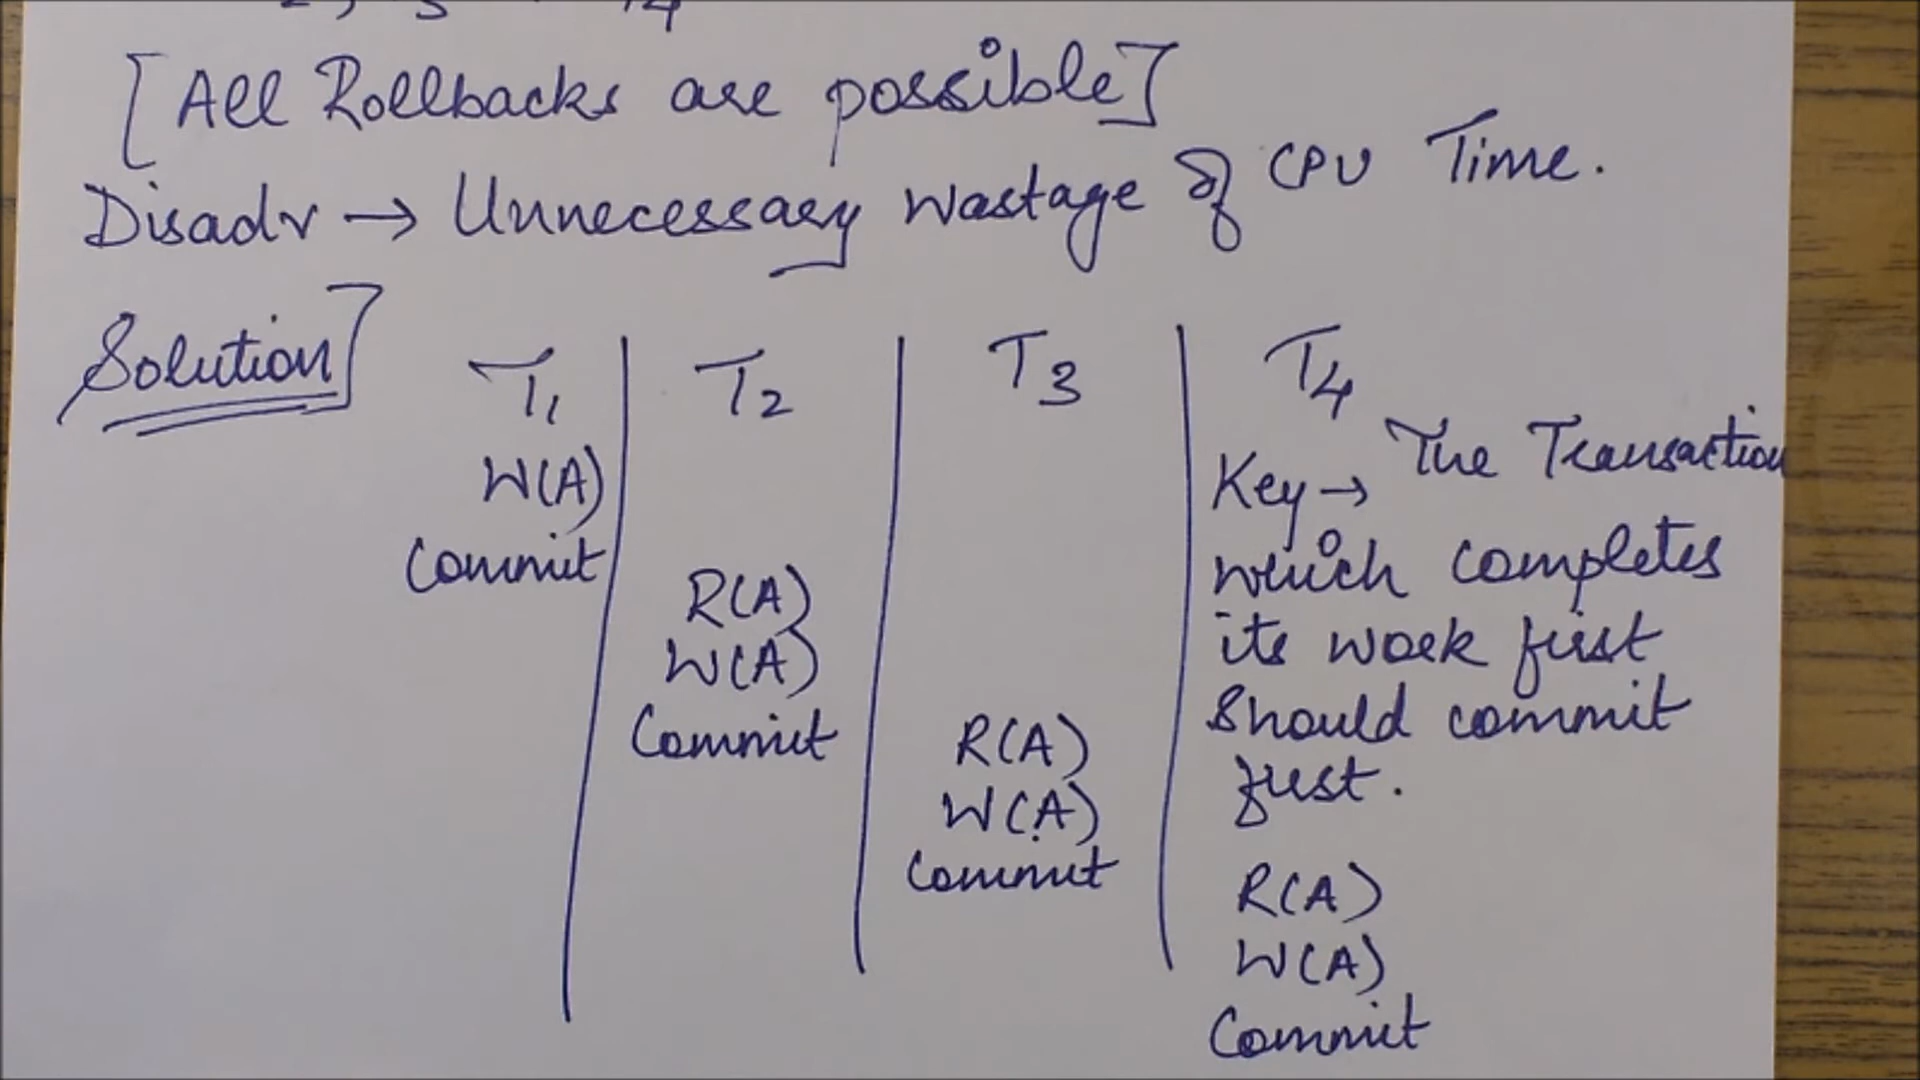 [All Rollbacks are possible]
Disadv → Unnecessary wastage of CPU Time.
Solution]
T1 T2 T3 T4
W(A)
Commit
R(A)
W(A)
Commit
R(A)
W(A)
Commit
Key → The Transaction
which completes
its work first
should commit
first.
R(A)
W(A)
Commit